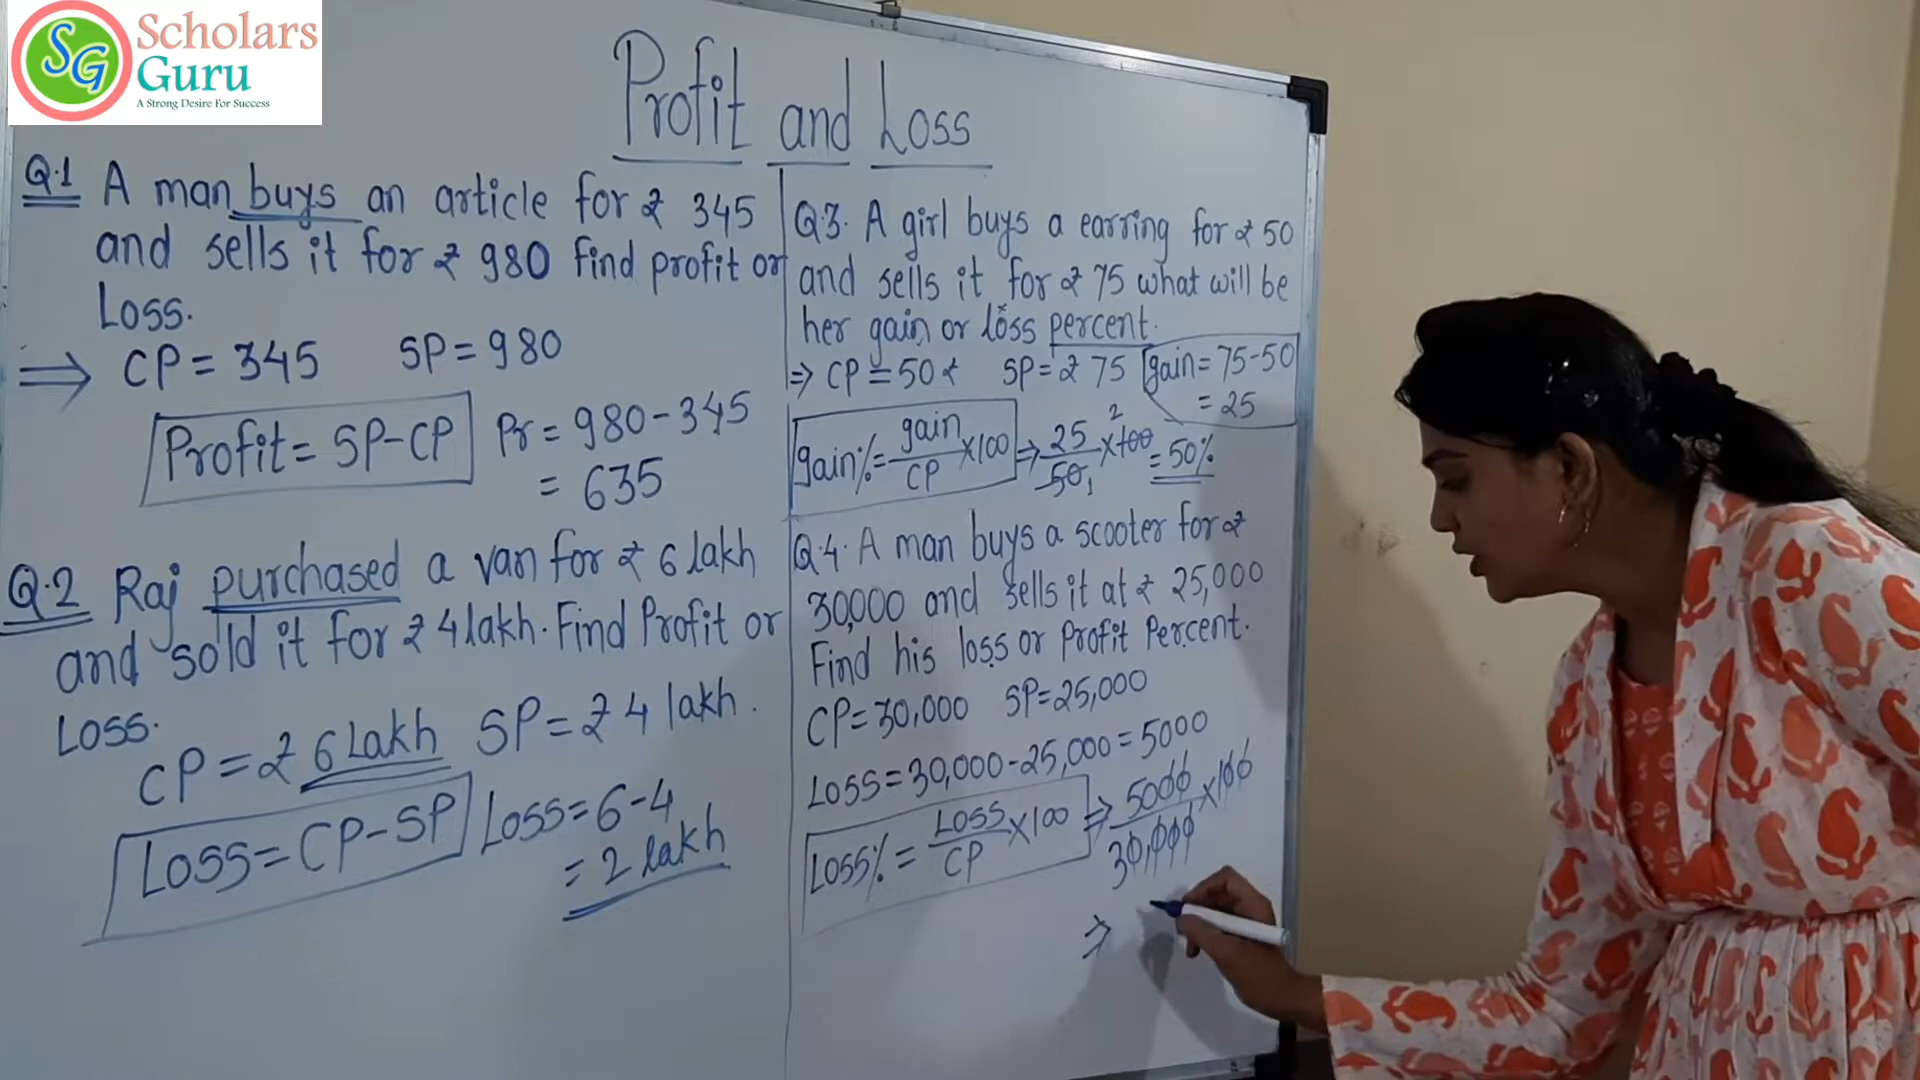 SG
Scholars
Guru
A Strong Desire For Success
Profit and Loss
Q.1 A man buys an article for ₹ 345
and sells it for ₹ 980 find profit or
Loss.
⇒ CP = 345 SP = 980
Profit = SP-CP Pr = 980-345
= 635
Q.2 Raj purchased a van for ₹ 6 lakh
and sold it for ₹ 4 lakh. Find Profit or
Loss.
CP = ₹ 6 Lakh SP = ₹ 4 lakh.
Loss = CP-SP Loss = 6-4
= 2 lakh
Q.3. A girl buys a earring for ₹ 50
and sells it for ₹ 75 what will be
her gain or loss percent.
⇒ CP = 50 ₹ SP = ₹ 75 gain = 75-50
= 25
gain% = gain/CP ×100 ⇒ 25/50 1 ×100 2 = 50%
Q.4. A man buys a scooter for ₹
30,000 and sells it at ₹ 25,000
Find his loss or Profit Percent.
CP=30,000 SP=25,000
Loss=30,000-25,000=5000
Loss% = Loss/CP ×100 ⇒ 5000/30,000 ×100
⇒